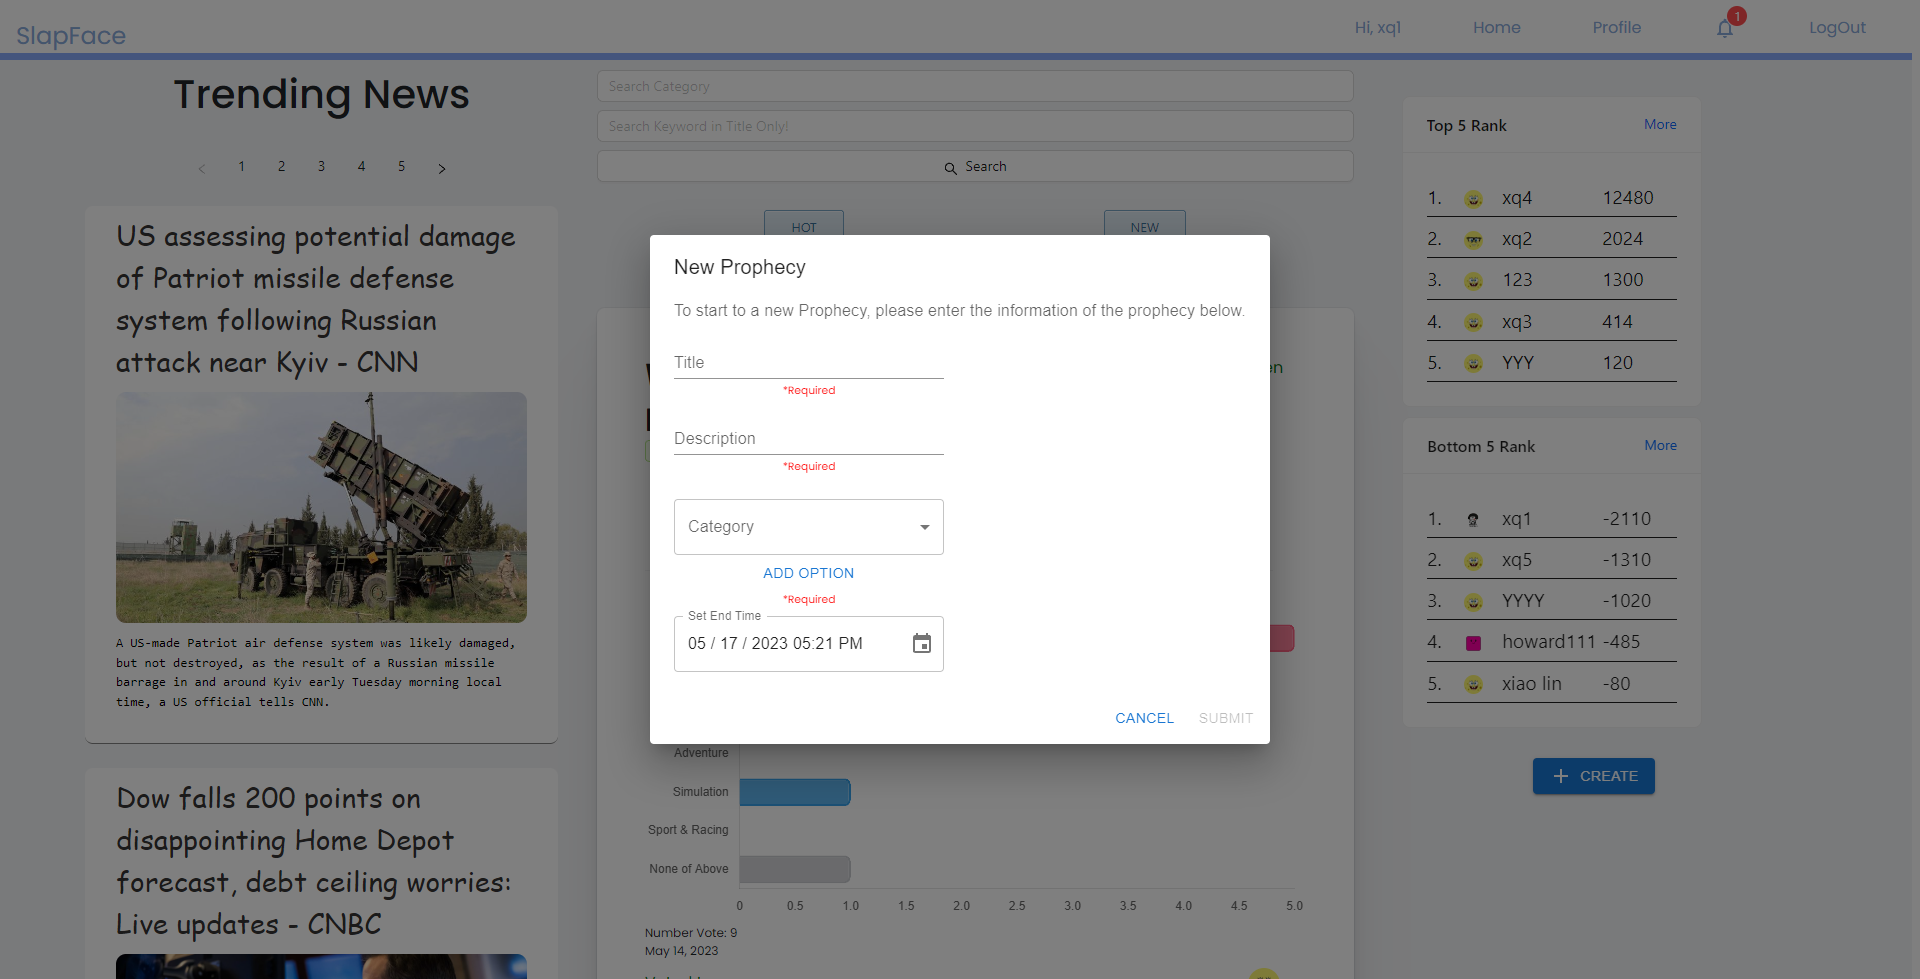 SlapFace
Hi, xq1
Home
Profile
1
LogOut
Trending News
< 1 2 3 4 5 >
US assessing potential damage
of Patriot missile defense
system following Russian
attack near Kyiv - CNN
A US-made Patriot air defense system was likely damaged,
but not destroyed, as the result of a Russian missile
barrage in and around Kyiv early Tuesday morning local
time, a US official tells CNN.
Dow falls 200 points on
disappointing Home Depot
forecast, debt ceiling worries:
Live updates - CNBC
Search Category
Search Keyword in Title Only!
Search
HOT
NEW
New Prophecy
To start to a new Prophecy, please enter the information of the prophecy below.
Title
*Required
Description
*Required
Category
ADD OPTION
*Required
Set End Time
05 / 17 / 2023 05:21 PM
CANCEL
SUBMIT
Adventure
Simulation
Sport & Racing
None of Above
0 0.5 1.0 1.5 2.0 2.5 3.0 3.5 4.0 4.5 5.0
Number Vote: 9
May 14, 2023
Top 5 Rank
More
1. xq4 12480
2. xq2 2024
3. 123 1300
4. xq3 414
5. YYY 120
Bottom 5 Rank
More
1. xq1 -2110
2. xq5 -1310
3. YYYY -1020
4. howard111 -485
5. xiao lin -80
+ CREATE